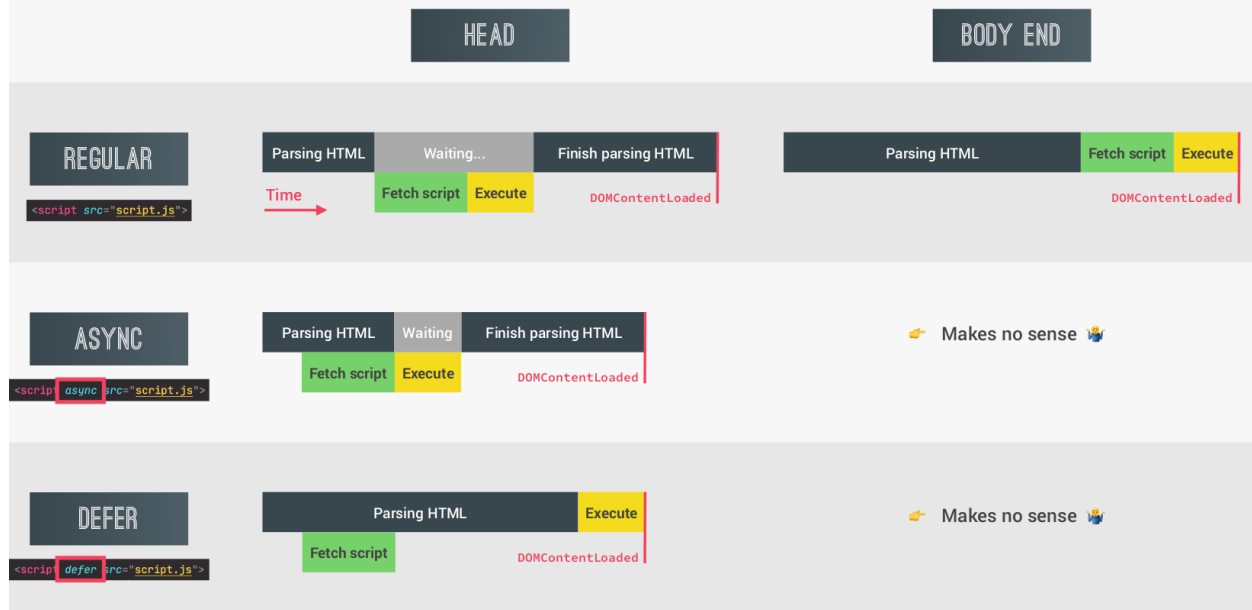 HEAD
BODY END
REGULAR
<script src="script.js">
Parsing HTML
Waiting...
Finish parsing HTML
Time
Fetch script
Execute
DOMContentLoaded
Parsing HTML
Fetch script
Execute
DOMContentLoaded
ASYNC
<script async src="script.js">
Parsing HTML
Waiting
Finish parsing HTML
Fetch script
Execute
DOMContentLoaded
👉 Makes no sense 🤷‍♂️
DEFER
<script defer src="script.js">
Parsing HTML
Execute
Fetch script
DOMContentLoaded
👉 Makes no sense 🤷‍♂️